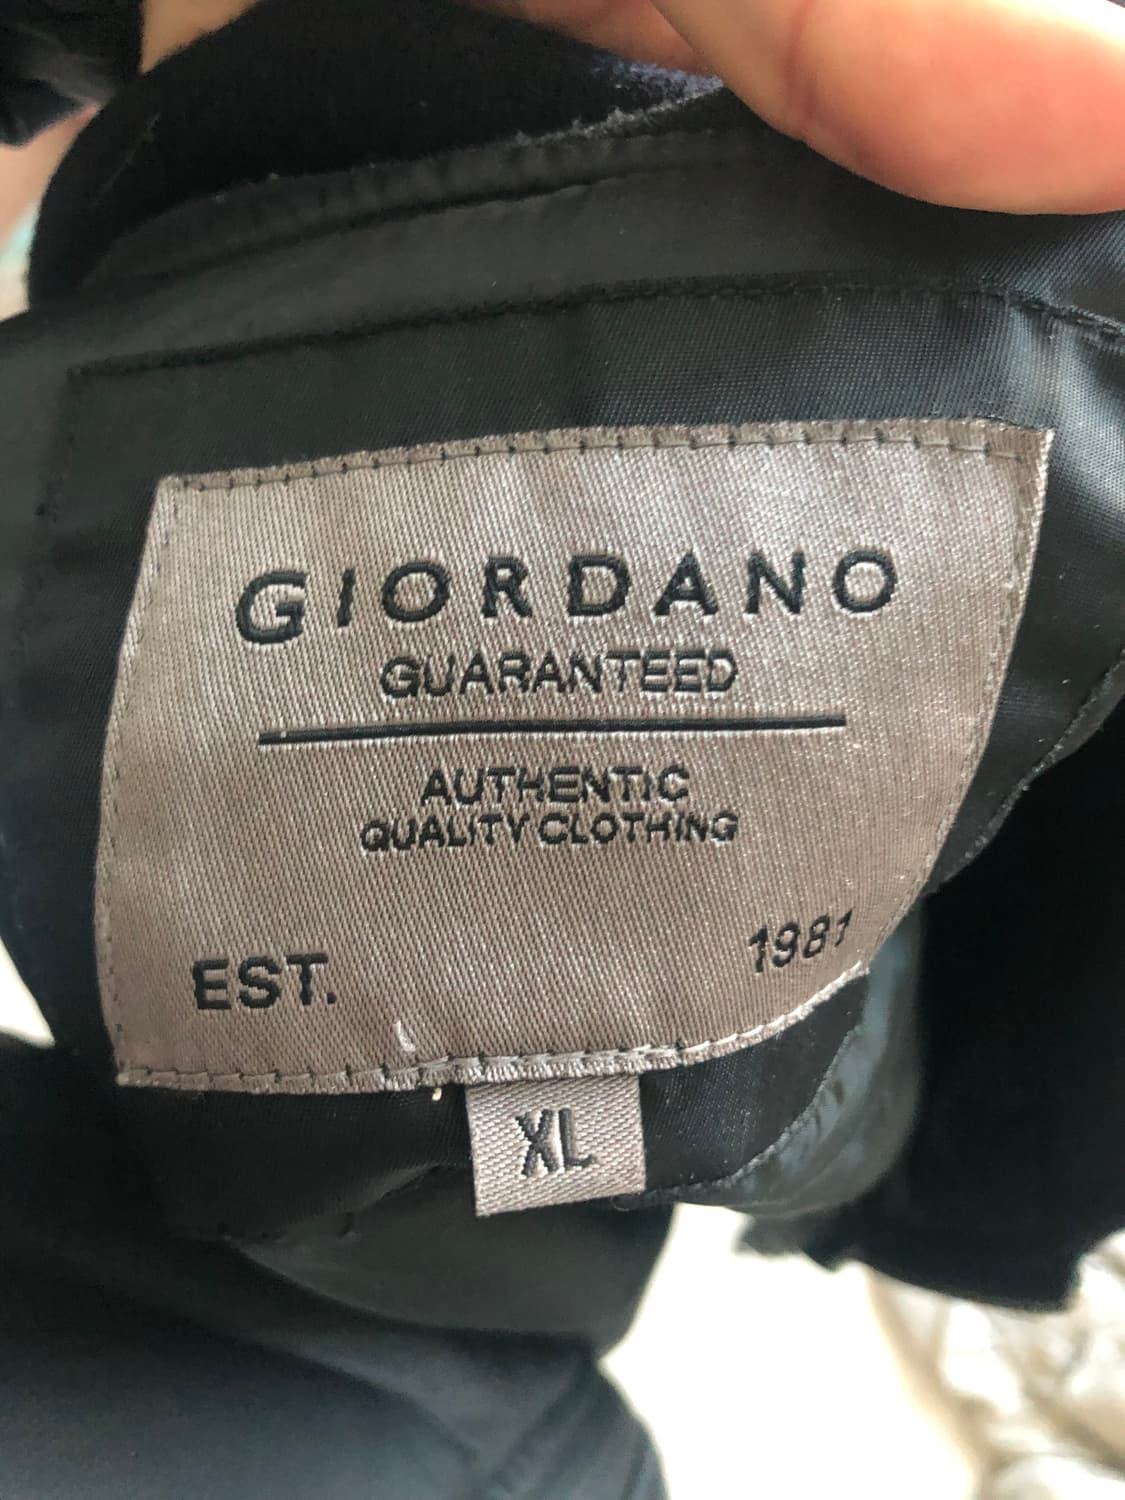 GIORDANO
GUARANTEED
AUTHENTIC
QUALITY CLOTHING
EST. 1981
XL